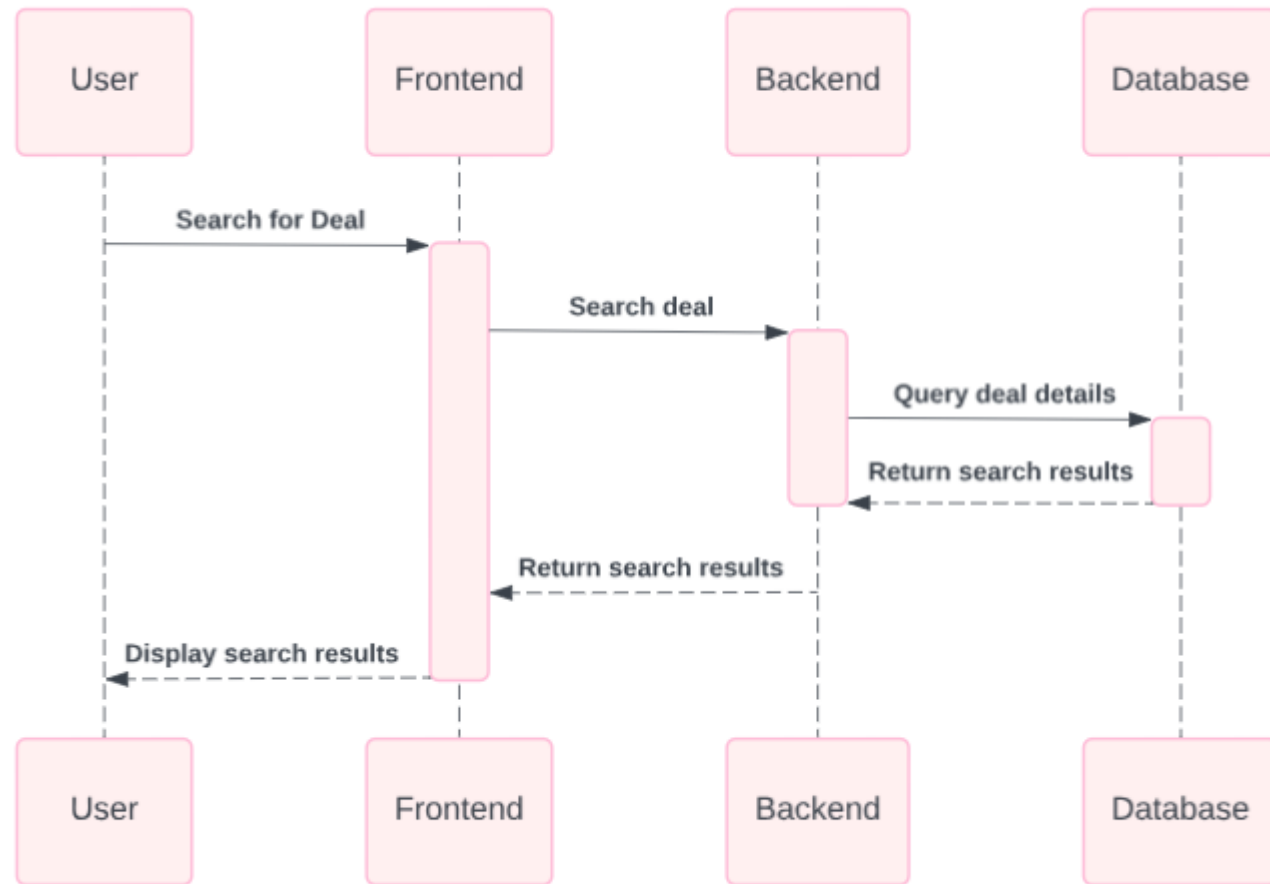 User
Frontend
Backend
Database
Search for Deal
Search deal
Query deal details
Return search results
Return search results
Display search results
User
Frontend
Backend
Database